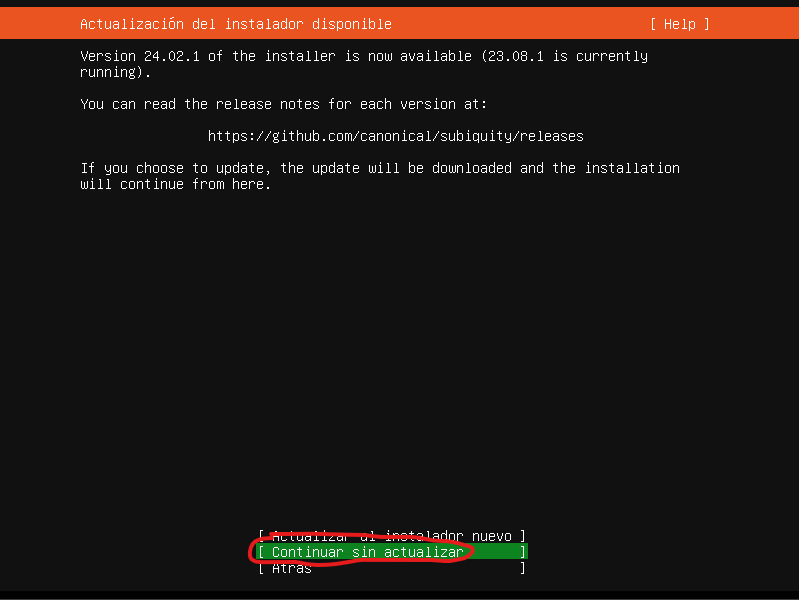 Actualización del instalador disponible [ Help ]
Version 24.02.1 of the installer is now available (23.08.1 is currently
running).
You can read the release notes for each version at:
https://github.com/canonical/subiquity/releases
If you choose to update, the update will be downloaded and the installation
will continue from here.
[ Actualizar al instalador nuevo ]
[ Continuar sin actualizar ]
[ Atras ]